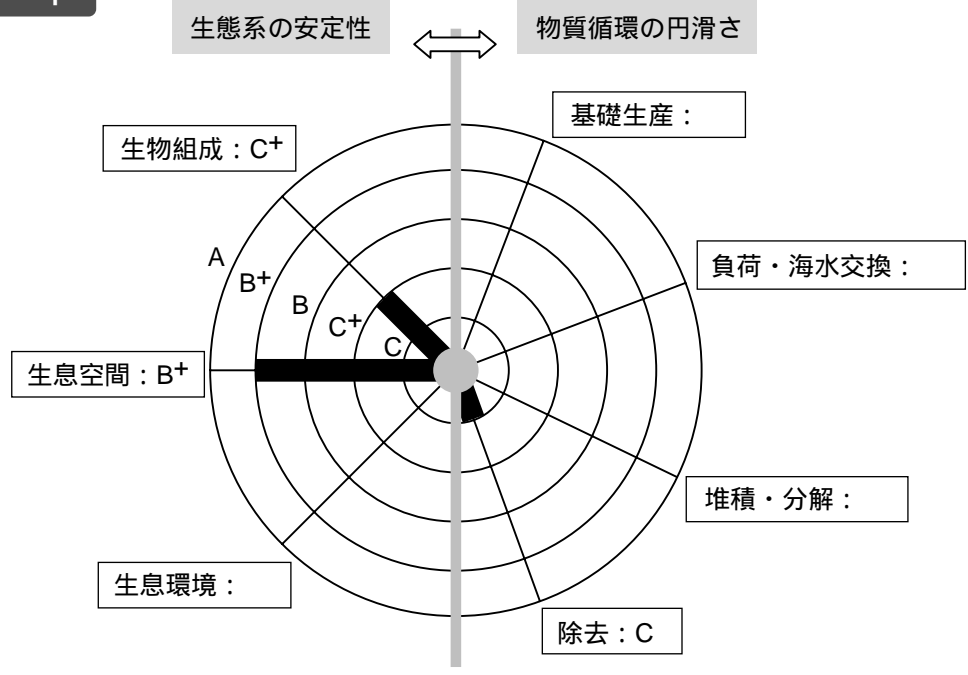 生態系の安定性
物質循環の円滑さ
基礎生産：
生物組成：C+
A
B+
負荷・海水交換：
B
C+
C
生息空間：B+
堆積・分解：
生息環境：
除去：C